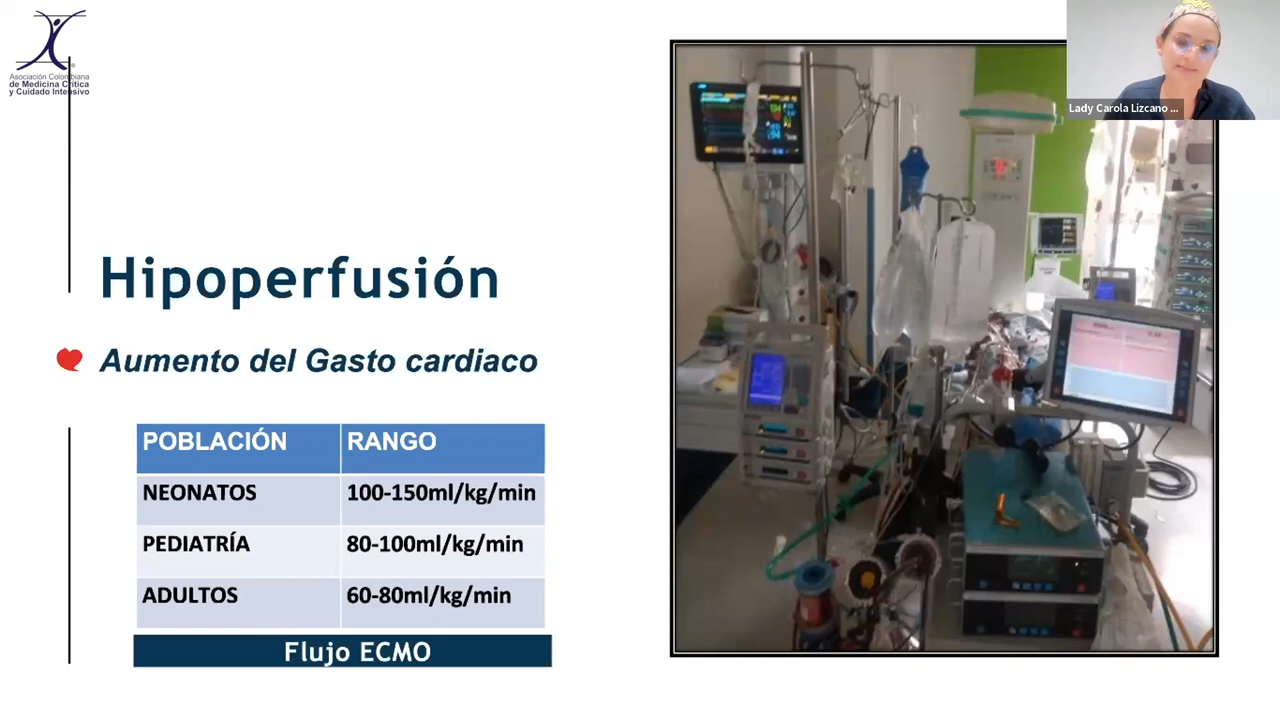 Asociación Colombiana
de Medicina Crítica
y Cuidado Intensivo
Lady Carola Lizcano ...
Hipoperfusión
Aumento del Gasto cardiaco
POBLACIÓN RANGO
NEONATOS 100-150ml/kg/min
PEDIATRÍA 80-100ml/kg/min
ADULTOS 60-80ml/kg/min
Flujo ECMO